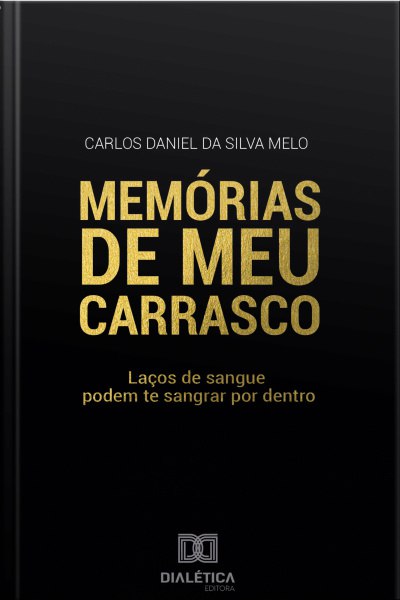 CARLOS DANIEL DA SILVA MELO
MEMÓRIAS
DE MEU
CARRASCO
Laços de sangue
podem te sangrar por dentro
DIALÉTICA
EDITORA